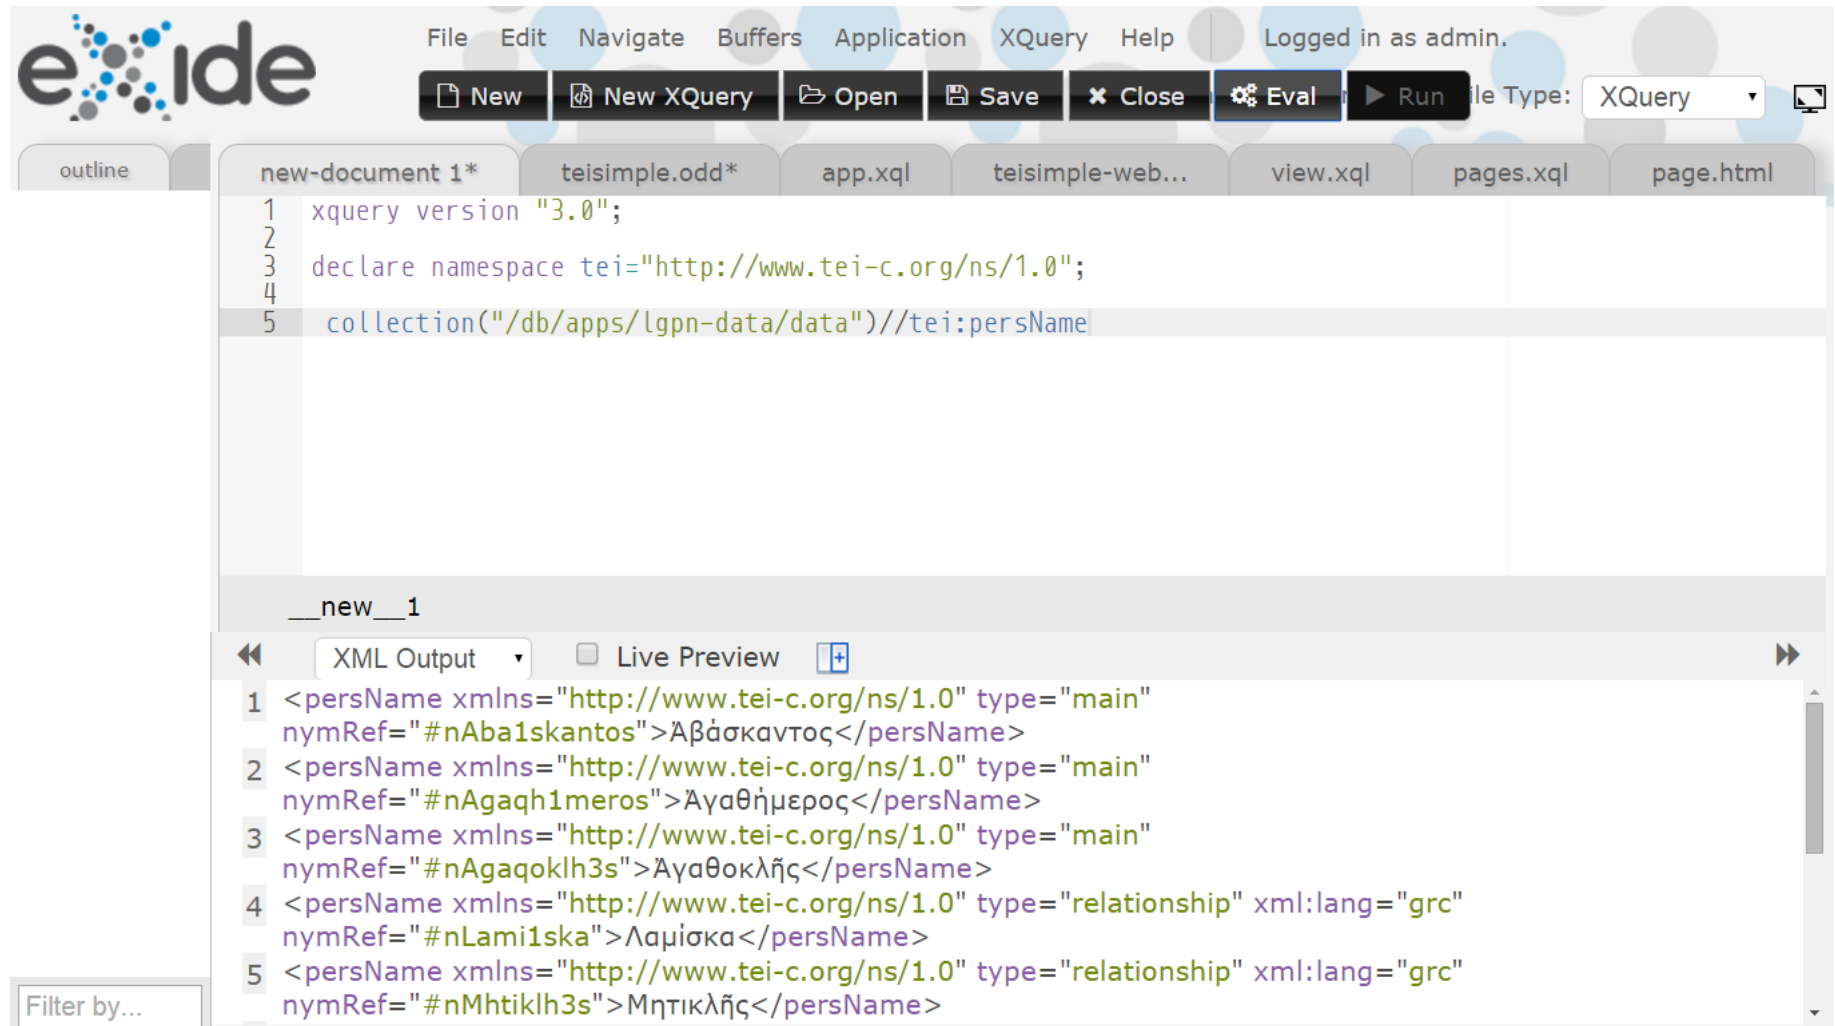 eXide
File Edit Navigate Buffers Application XQuery Help Logged in as admin.
New New XQuery Open Save Close Eval Run ile Type: XQuery
outline new-document 1* teisimple.odd* app.xql teisimple-web... view.xql pages.xql page.html
1 xquery version "3.0";
2
3 declare namespace tei="http://www.tei-c.org/ns/1.0";
4
5 collection("/db/apps/lgpn-data/data")//tei:persName
__new__1
XML Output Live Preview
1 <persName xmlns="http://www.tei-c.org/ns/1.0" type="main"
nymRef="#nAba1skantos">Ἀβάσκαντος</persName>
2 <persName xmlns="http://www.tei-c.org/ns/1.0" type="main"
nymRef="#nAgaqh1meros">Ἀγαθήμερος</persName>
3 <persName xmlns="http://www.tei-c.org/ns/1.0" type="main"
nymRef="#nAgaqoklh3s">Ἀγαθοκλῆς</persName>
4 <persName xmlns="http://www.tei-c.org/ns/1.0" type="relationship" xml:lang="grc"
nymRef="#nLami1ska">Λαμίσκα</persName>
5 <persName xmlns="http://www.tei-c.org/ns/1.0" type="relationship" xml:lang="grc"
nymRef="#nMhtiklh3s">Μητικλῆς</persName>
Filter by...